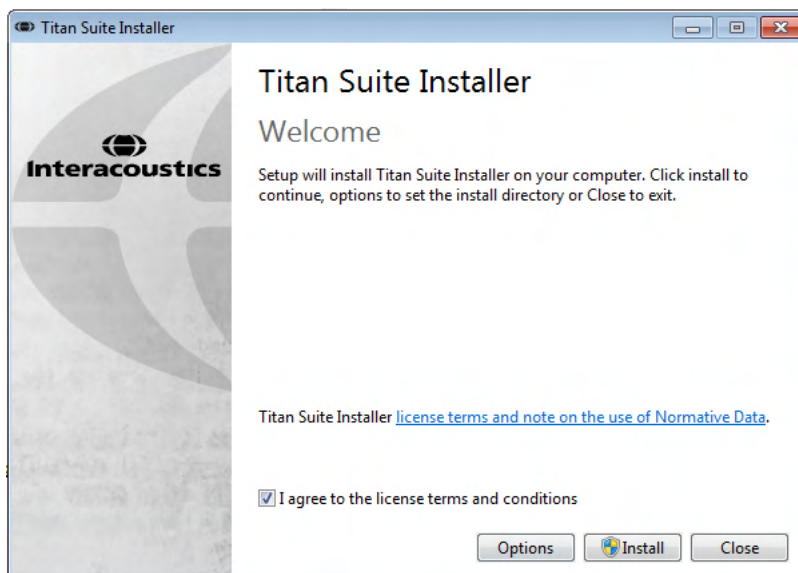 Titan Suite Installer
Titan Suite Installer
Welcome
Interacoustics
Setup will install Titan Suite Installer on your computer. Click install to
continue, options to set the install directory or Close to exit.
Titan Suite Installer license terms and note on the use of Normative Data.
I agree to the license terms and conditions
Options Install Close